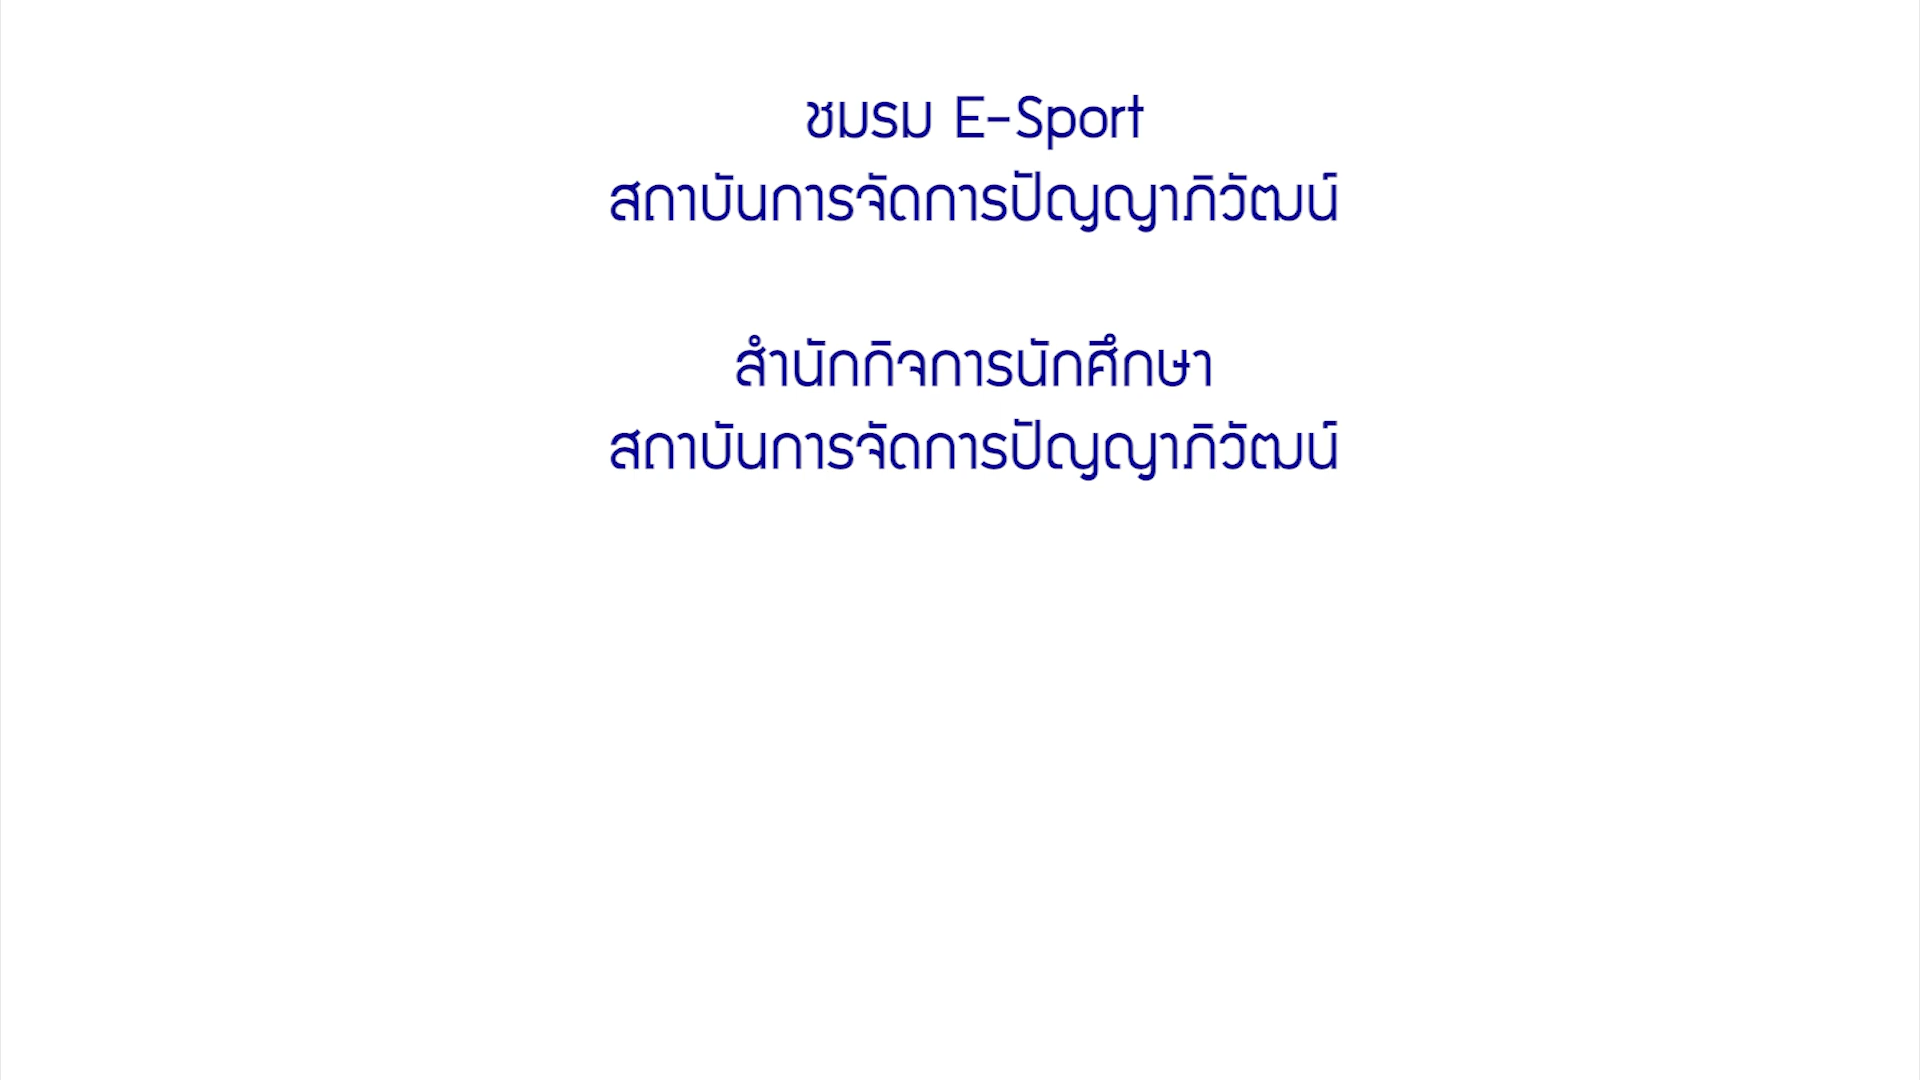 ชมรม E-Sport
สถาบันการจัดการปัญญาภิวัฒน์
สำนักกิจการนักศึกษา
สถาบันการจัดการปัญญาภิวัฒน์